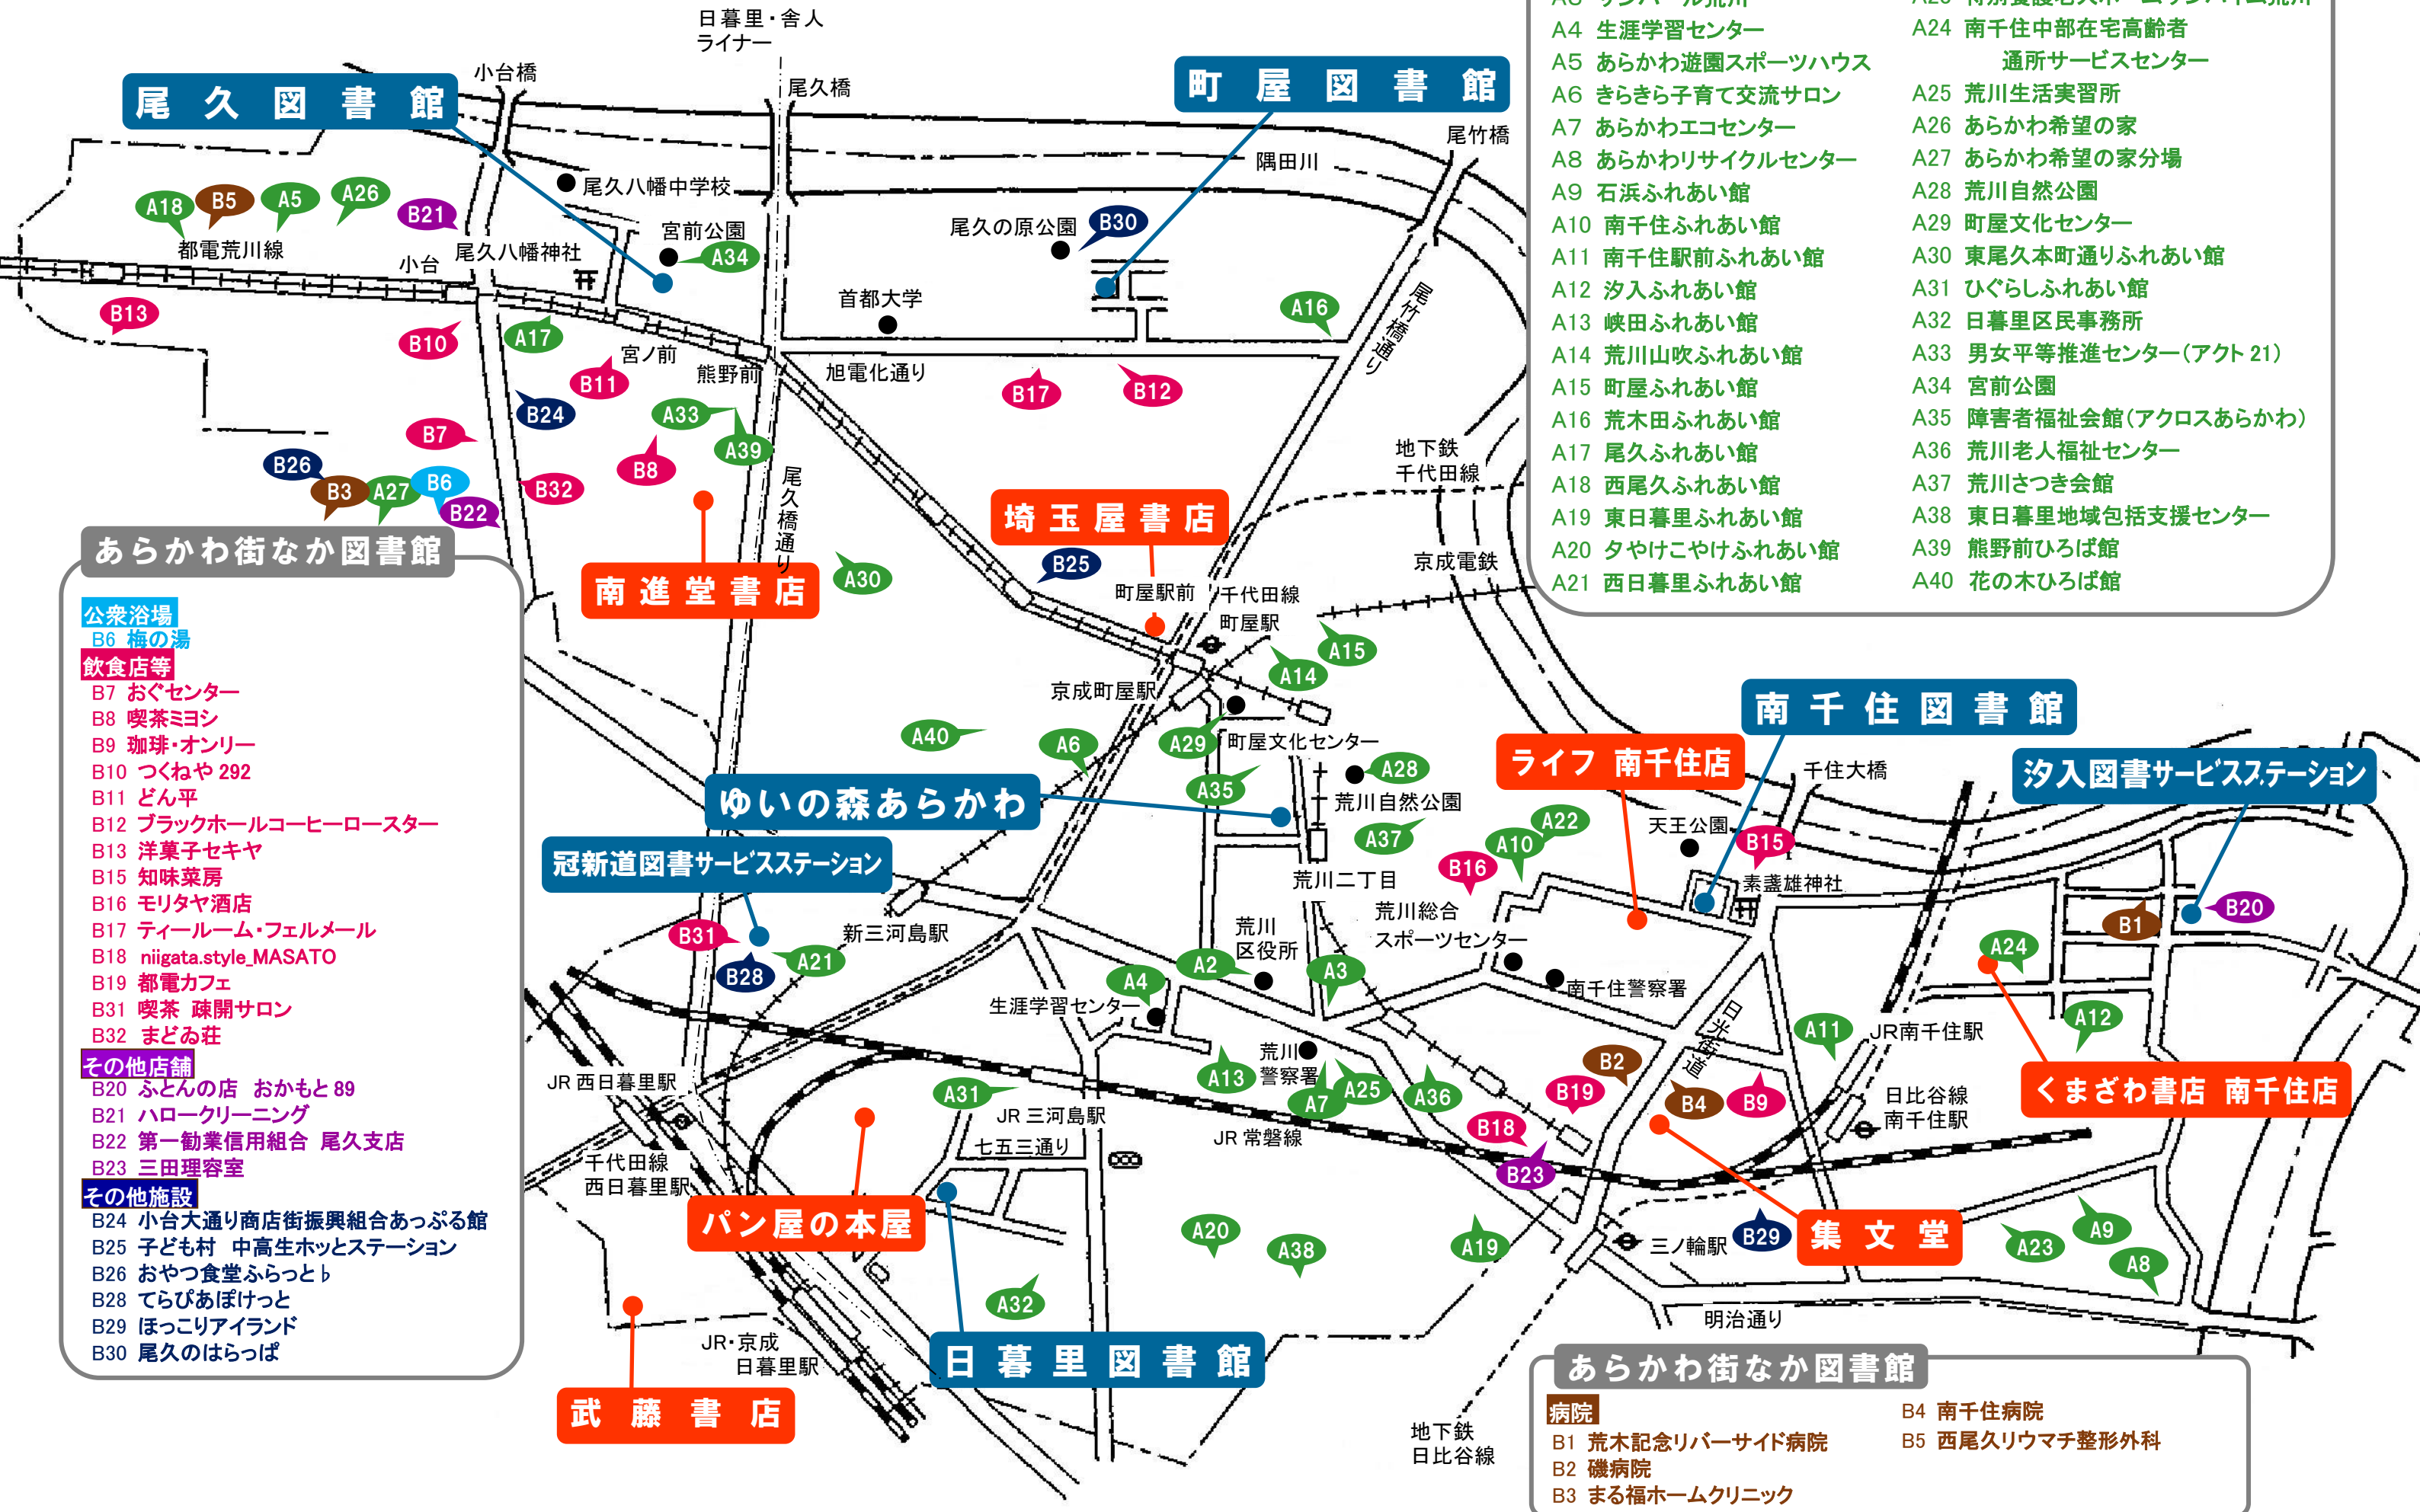 日暮里・舎人
ライナー
小台橋
尾久橋
尾久図書館
町屋図書館
尾竹橋
隅田川
尾久八幡中学校
A18
B5
A5
A26
B21
宮前公園
A34
尾久の原公園
B30
都電荒川線
小台
尾久八幡神社
首都大学
A16
尾竹橋通り
B13
B10
A17
宮ノ前
熊野前
旭電化通り
B11
B17
B12
B24
A33
A39
B7
B8
B26
B3
A27
B6
B22
B32
尾久橋通り
地下鉄
千代田線
埼玉屋書店
B25
京成電鉄
南進堂書店
A30
町屋駅前
千代田線
町屋駅
A15
A14
京成町屋駅
A40
A6
A29
町屋文化センター
A28
荒川自然公園
A35
A37
ゆいの森あらかわ
冠新道図書サービスステーション
荒川二丁目
ライフ 南千住店
南千住図書館
千住大橋
汐入図書サービスステーション
天王公園
A22
A10
B16
B15
素盞雄神社
B31
B28
A21
新三河島駅
荒川
区役所
荒川総合
スポーツセンター
A2
A3
A4
生涯学習センター
南千住警察署
日光街道
B1
B20
A24
A12
A11
JR南千住駅
くまざわ書店 南千住店
荒川
警察署
A13
A7
A25
A36
B2
B19
B4
B9
B18
B23
日比谷線
南千住駅
JR 西日暮里駅
A31
JR 三河島駅
七五三通り
JR 常磐線
千代田線
西日暮里駅
パン屋の本屋
A20
A38
A19
三ノ輪駅
B29
集文堂
A23
A9
A8
A32
明治通り
JR・京成
日暮里駅
日暮里図書館
武藤書店
地下鉄
日比谷線
A4 生涯学習センター
A5 あらかわ遊園スポーツハウス
A6 きらきら子育て交流サロン
A7 あらかわエコセンター
A8 あらかわリサイクルセンター
A9 石浜ふれあい館
A10 南千住ふれあい館
A11 南千住駅前ふれあい館
A12 汐入ふれあい館
A13 峡田ふれあい館
A14 荒川山吹ふれあい館
A15 町屋ふれあい館
A16 荒木田ふれあい館
A17 尾久ふれあい館
A18 西尾久ふれあい館
A19 東日暮里ふれあい館
A20 夕やけこやけふれあい館
A21 西日暮里ふれあい館
A24 南千住中部在宅高齢者
通所サービスセンター
A25 荒川生活実習所
A26 あらかわ希望の家
A27 あらかわ希望の家分場
A28 荒川自然公園
A29 町屋文化センター
A30 東尾久本町通りふれあい館
A31 ひぐらしふれあい館
A32 日暮里区民事務所
A33 男女平等推進センター（アクト 21）
A34 宮前公園
A35 障害者福祉会館（アクロスあらかわ）
A36 荒川老人福祉センター
A37 荒川さつき会館
A38 東日暮里地域包括支援センター
A39 熊野前ひろば館
A40 花の木ひろば館
あらかわ街なか図書館
公衆浴場
B6 梅の湯
飲食店等
B7 おぐセンター
B8 喫茶ミヨシ
B9 珈琲・オンリー
B10 つくねや 292
B11 どん平
B12 ブラックホールコーヒーロースター
B13 洋菓子セキヤ
B15 知味菜房
B16 モリタヤ酒店
B17 ティールーム・フェルメール
B18 niigata.style_MASATO
B19 都電カフェ
B31 喫茶 疎開サロン
B32 まどゐ荘
その他店舗
B20 ふとんの店 おかもと 89
B21 ハロークリーニング
B22 第一勧業信用組合 尾久支店
B23 三田理容室
その他施設
B24 小台大通り商店街振興組合あっぷる館
B25 子ども村 中高生ホッとステーション
B26 おやつ食堂ふらっと♭
B28 てらぴあぽけっと
B29 ほっこりアイランド
B30 尾久のはらっぱ
あらかわ街なか図書館
病院
B1 荒木記念リバーサイド病院
B2 磯病院
B3 まる福ホームクリニック
B4 南千住病院
B5 西尾久リウマチ整形外科